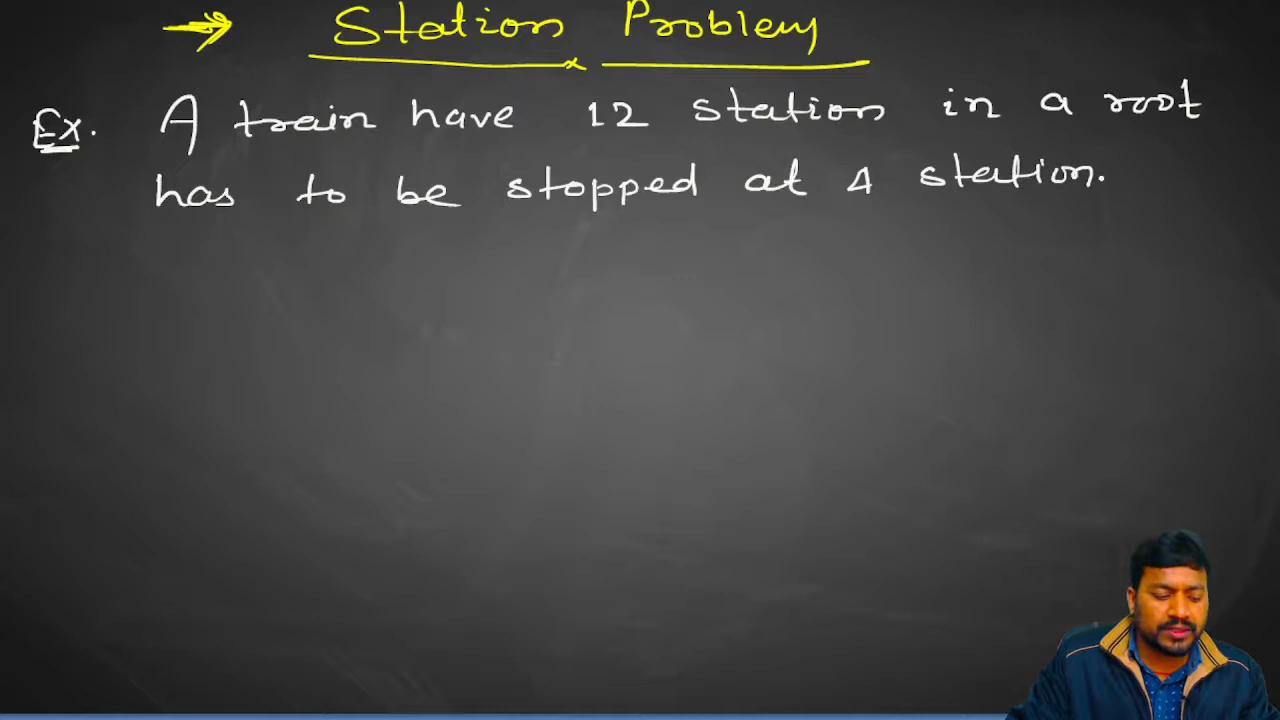 Station Problem
Ex. A train have 12 station in a root
has to be stopped at 4 station.